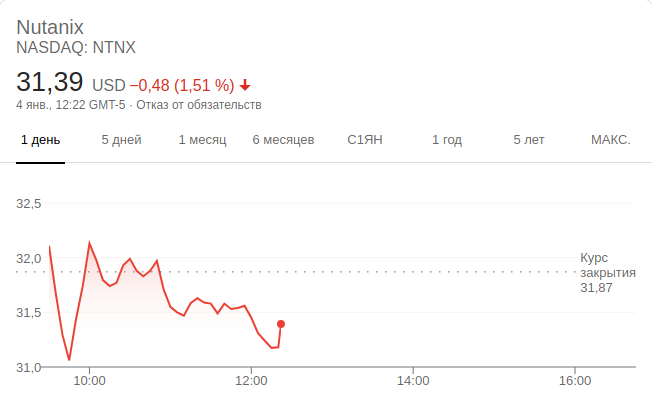 Nutanix
NASDAQ: NTNX
31,39 USD −0,48 (1,51 %)
4 янв., 12:22 GMT-5 · Отказ от обязательств
1 день 5 дней 1 месяц 6 месяцев С1ЯН 1 год 5 лет МАКС.
32,5
32,0
31,5
31,0
Курс
закрытия
31,87
10:00 12:00 14:00 16:00